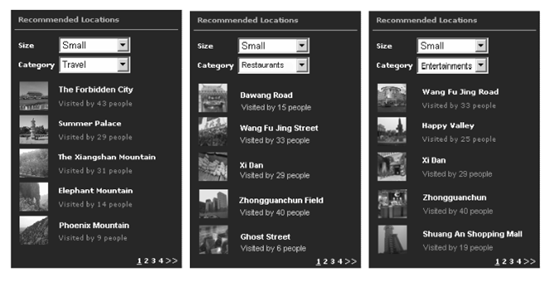 Recommended Locations
Size Small
Category Travel
The Forbidden City
Visited by 43 people
Summer Palace
Visited by 29 people
The Xiangshan Mountain
Visited by 31 people
Elephant Mountain
Visited by 14 people
Phoenix Mountain
Visited by 9 people
1 2 3 4 >>
Recommended Locations
Size Small
Category Restaurants
Dawang Road
Visited by 15 people
Wang Fu Jing Street
Visited by 33 people
Xi Dan
Visited by 29 people
Zhongguanchun Field
Visited by 40 people
Ghost Street
Visited by 6 people
1 2 3 4 >>
Recommended Locations
Size Small
Category Entertainments
Wang Fu Jing Road
Visited by 33 people
Happy Valley
Visited by 25 people
Xi Dan
Visited by 29 people
Zhongguanchun
Visited by 40 people
Shuang An Shopping Mall
Visited by 19 people
1 2 3 4 >>